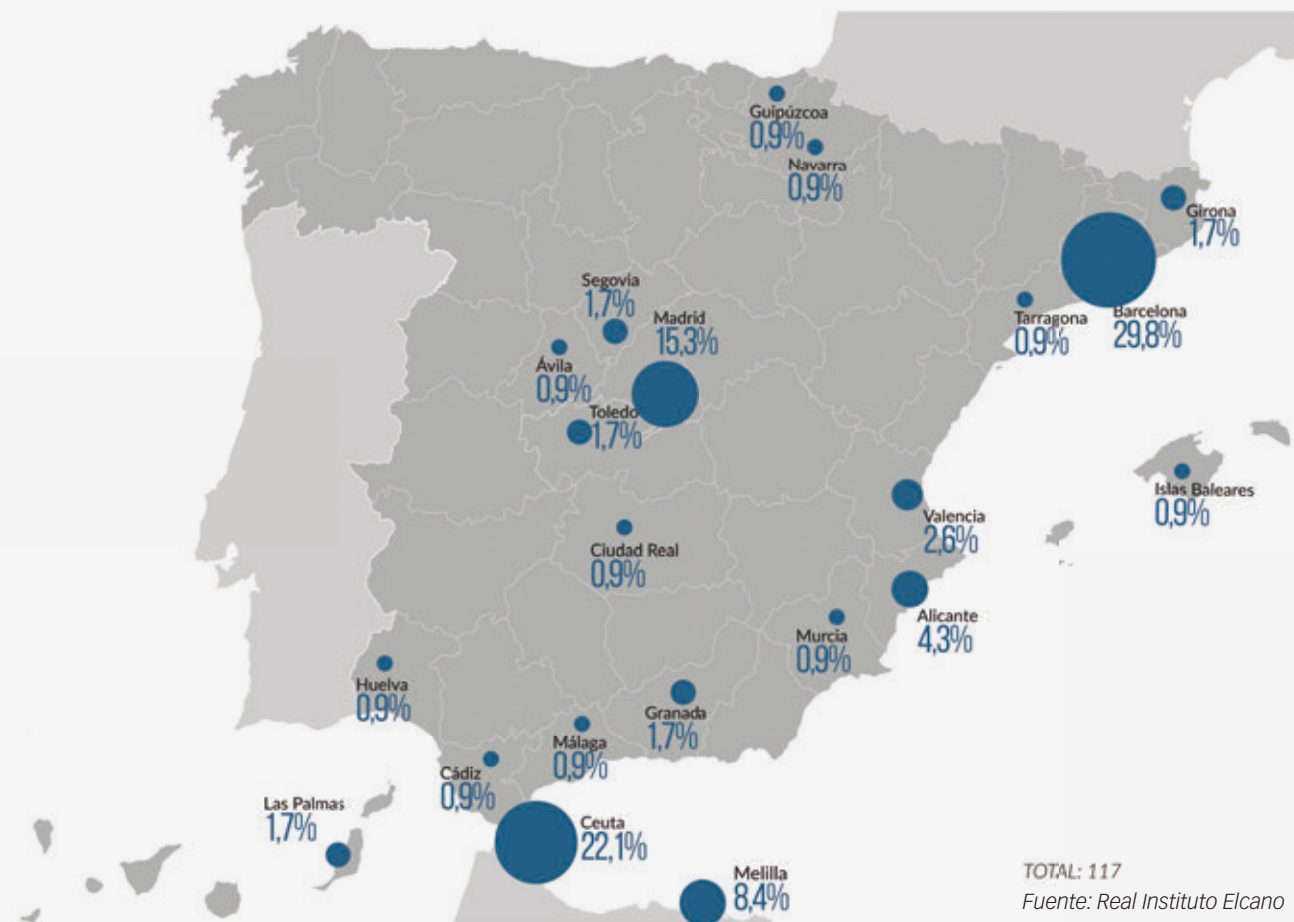 Guipúzcoa
0,9%
Navarra
0,9%
Girona
1,7%
Segovia
1,7%
Madrid
15,3%
Tarragona
0,9%
Barcelona
29,8%
Ávila
0,9%
Toledo
1,7%
Islas Baleares
0,9%
Valencia
2,6%
Ciudad Real
0,9%
Alicante
4,3%
Murcia
0,9%
Huelva
0,9%
Granada
1,7%
Málaga
0,9%
Cádiz
0,9%
Las Palmas
1,7%
Ceuta
22,1%
Melilla
8,4%
TOTAL: 117
Fuente: Real Instituto Elcano